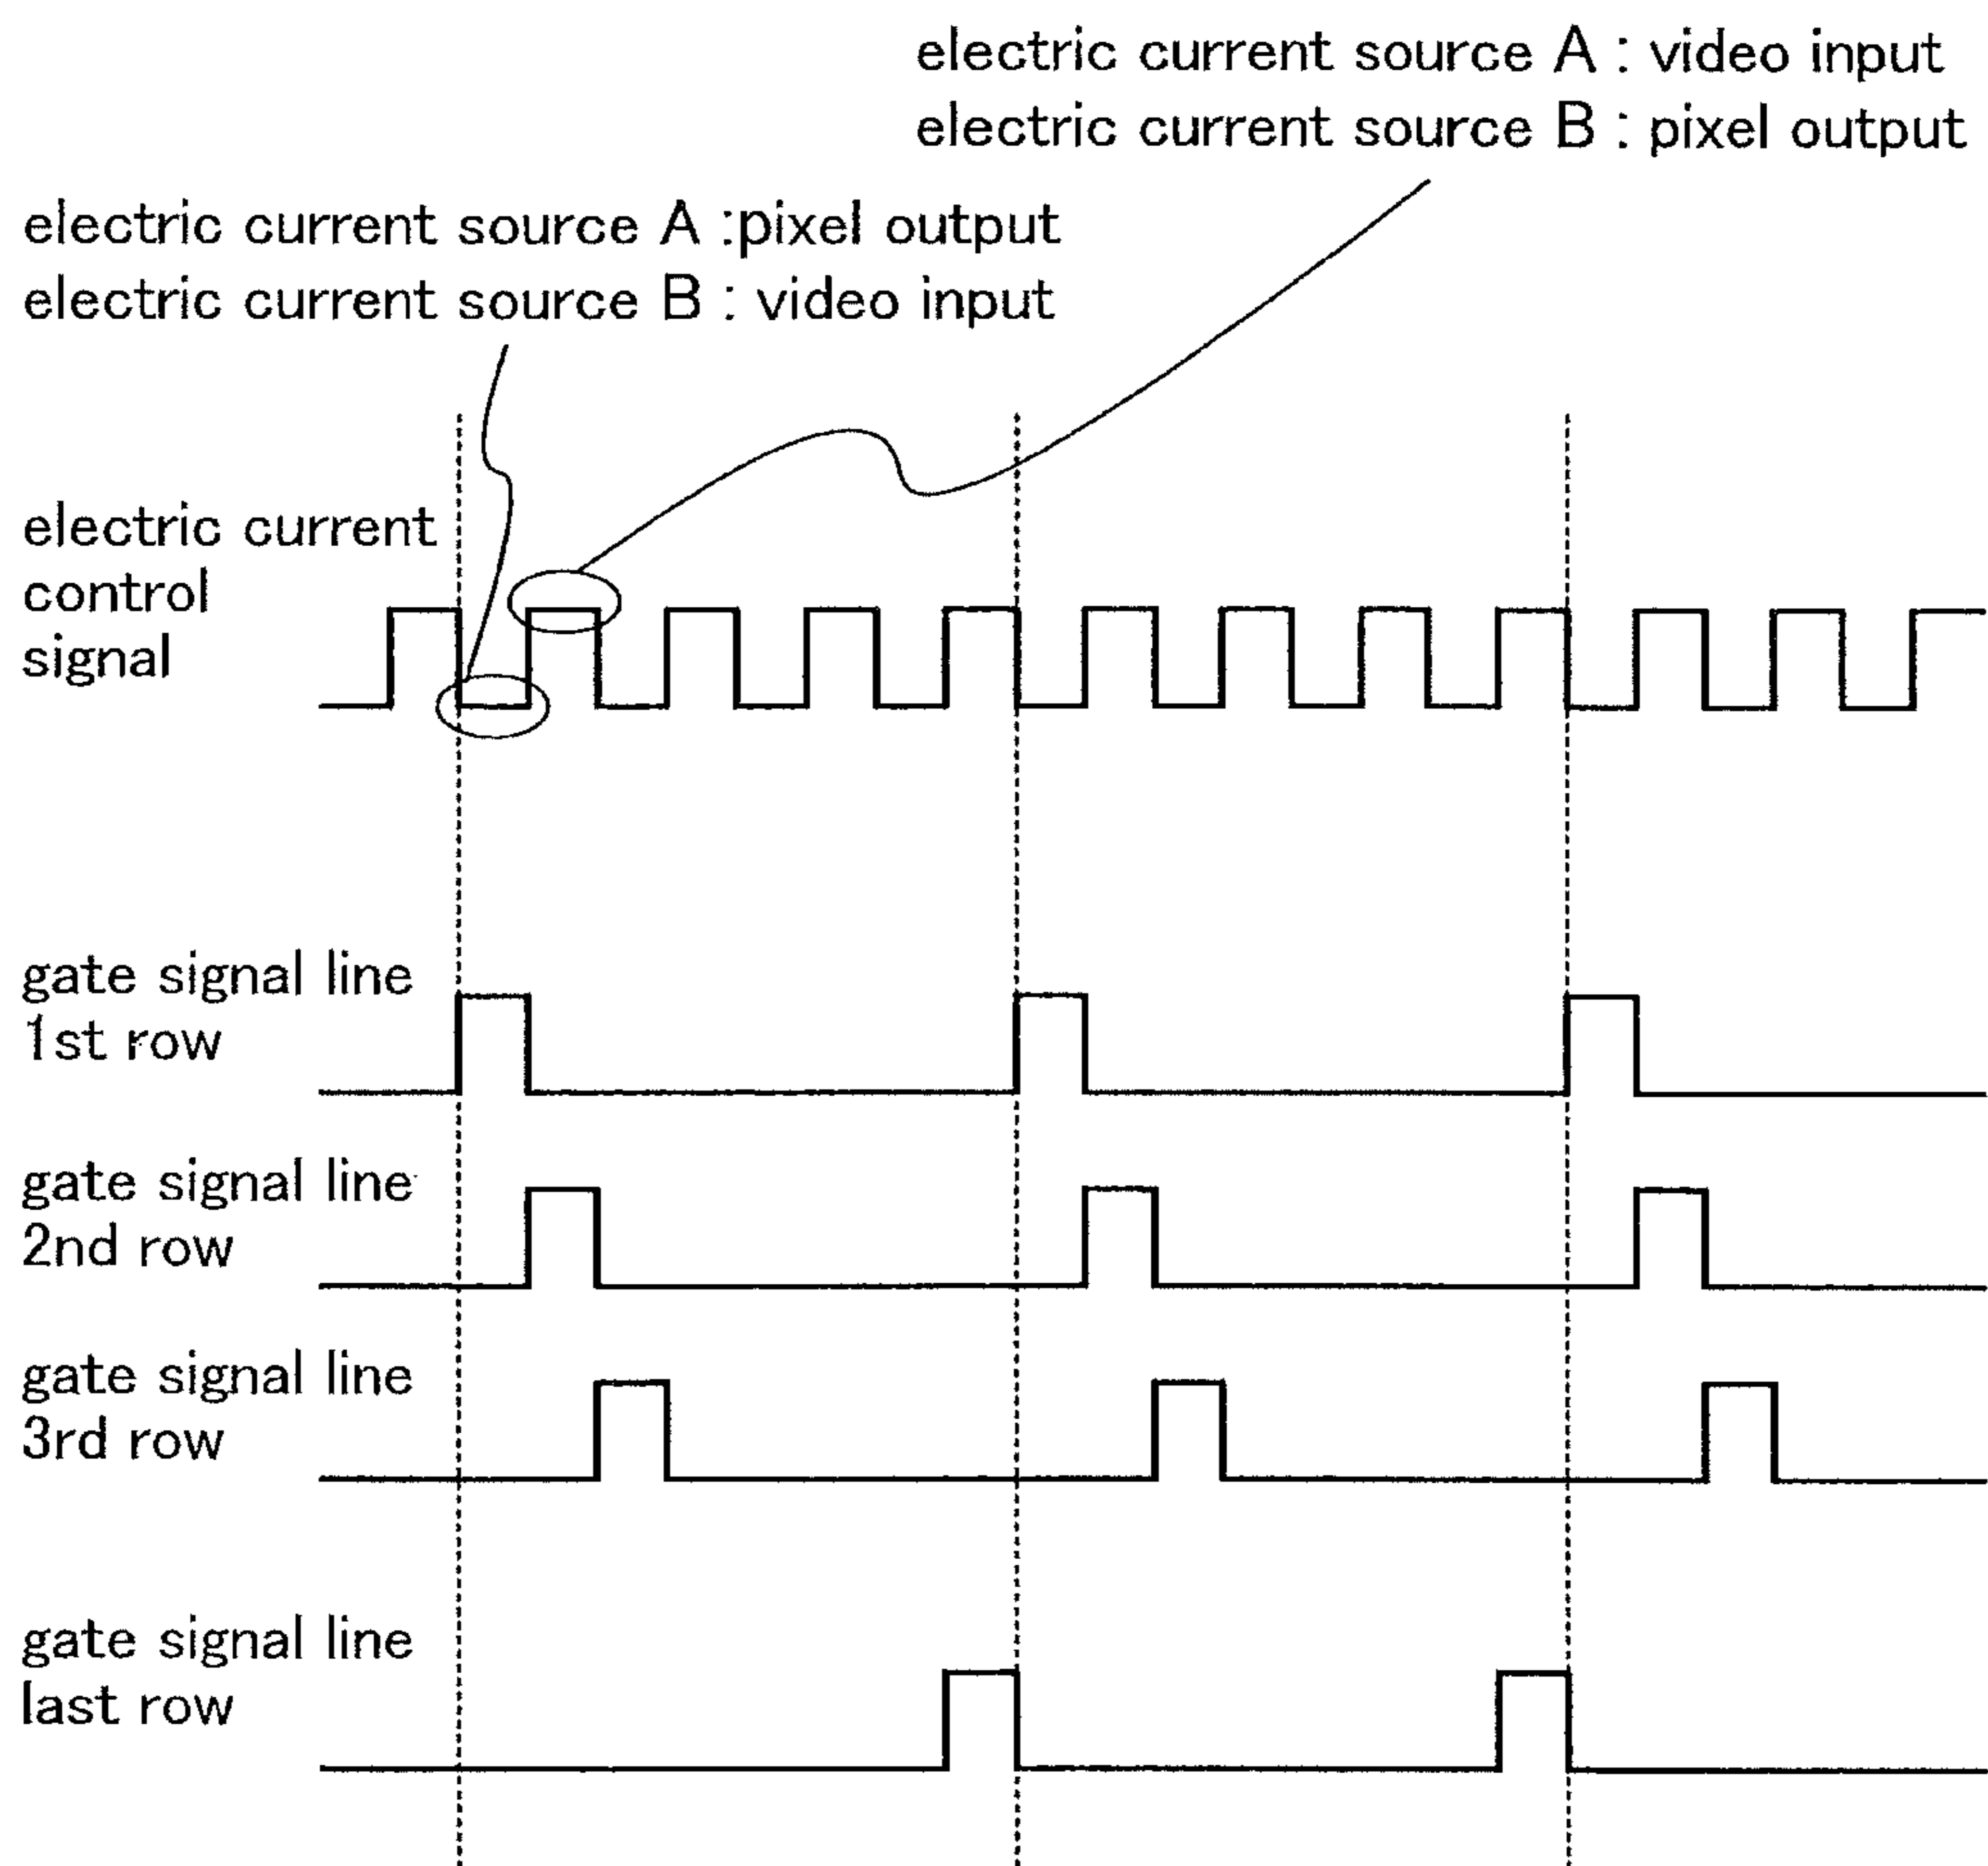 electric current source A : video input
electric current source B : pixel output
electric current source A :pixel output
electric current source B : video input
electric current
control
signal
gate signal line
1st row
gate signal line
2nd row
gate signal line
3rd row
gate signal line
last row